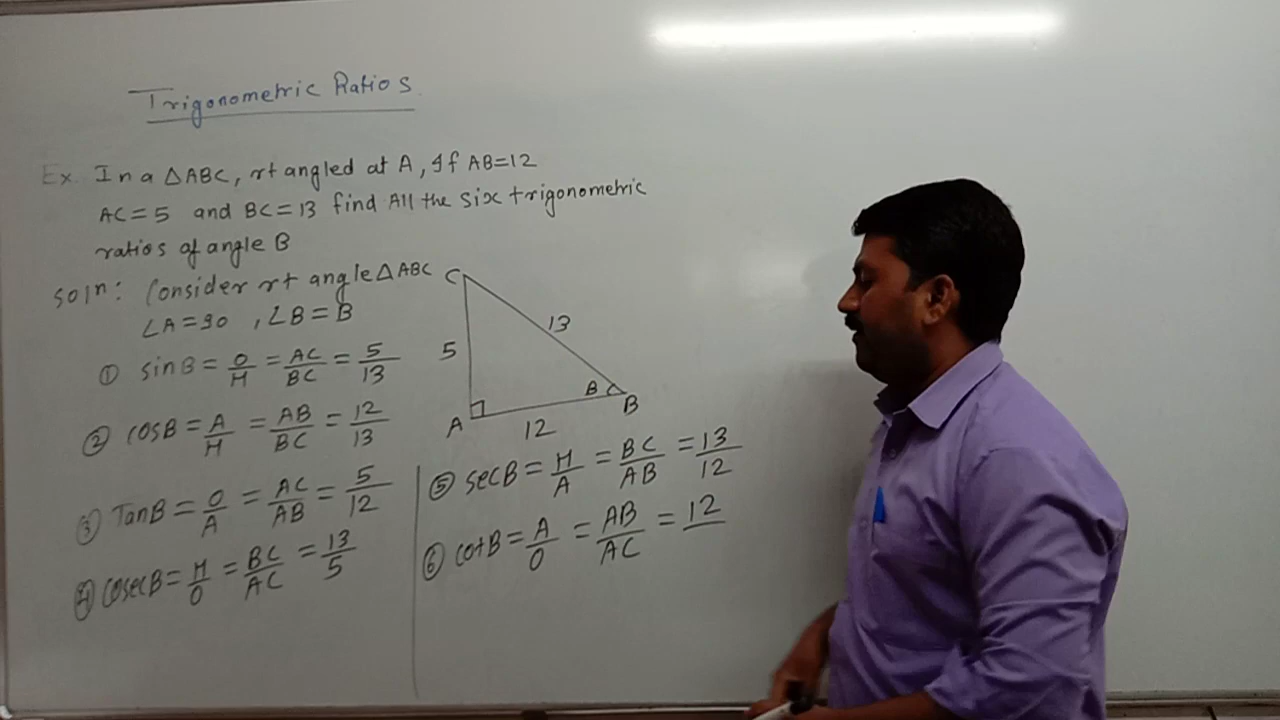 Trigonometric Ratios
Ex. In a △ABC, rt angled at A, If AB=12
AC=5 and BC=13 find All the six trigonometric
ratios of angle B
Solⁿ: Consider rt angle △ABC
∠A=90, ∠B=B
① sinB = O/H = AC/BC = 5/13
② cosB = A/H = AB/BC = 12/13
③ TanB = O/A = AC/AB = 5/12
④ cosecB = H/O = BC/AC = 13/5
C
13
5
B
A
12
B
⑤ secB = H/A = BC/AB = 13/12
⑥ cotB = A/O = AB/AC = 12/